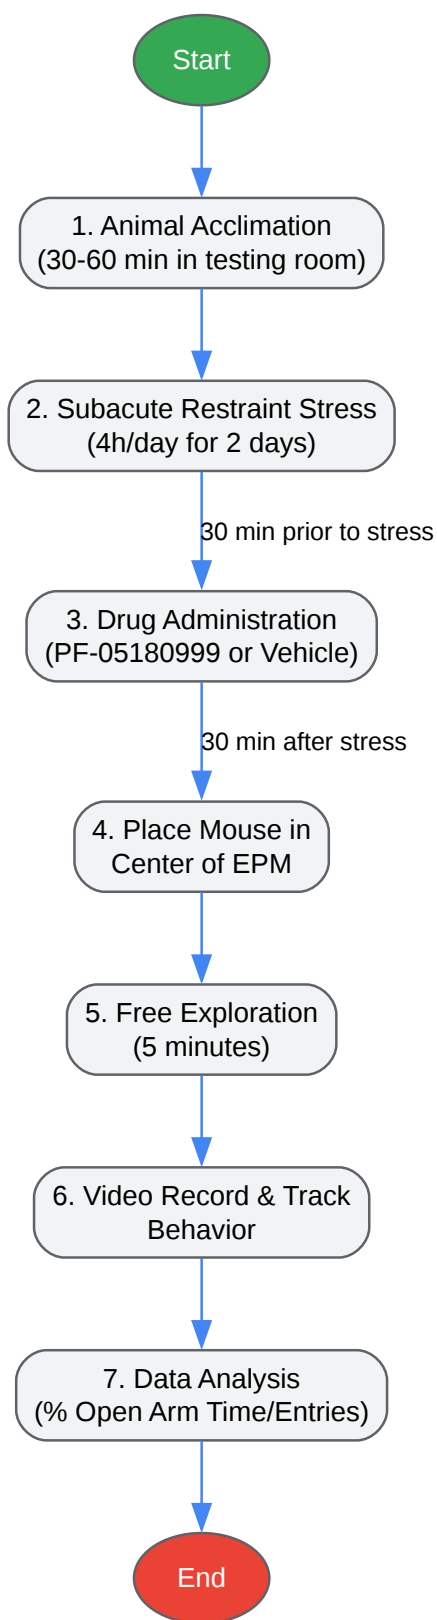 Start
1. Animal Acclimation
(30-60 min in testing room)
2. Subacute Restraint Stress
(4h/day for 2 days)
30 min prior to stress
3. Drug Administration
(PF-05180999 or Vehicle)
30 min after stress
4. Place Mouse in
Center of EPM
5. Free Exploration
(5 minutes)
6. Video Record & Track
Behavior
7. Data Analysis
(% Open Arm Time/Entries)
End